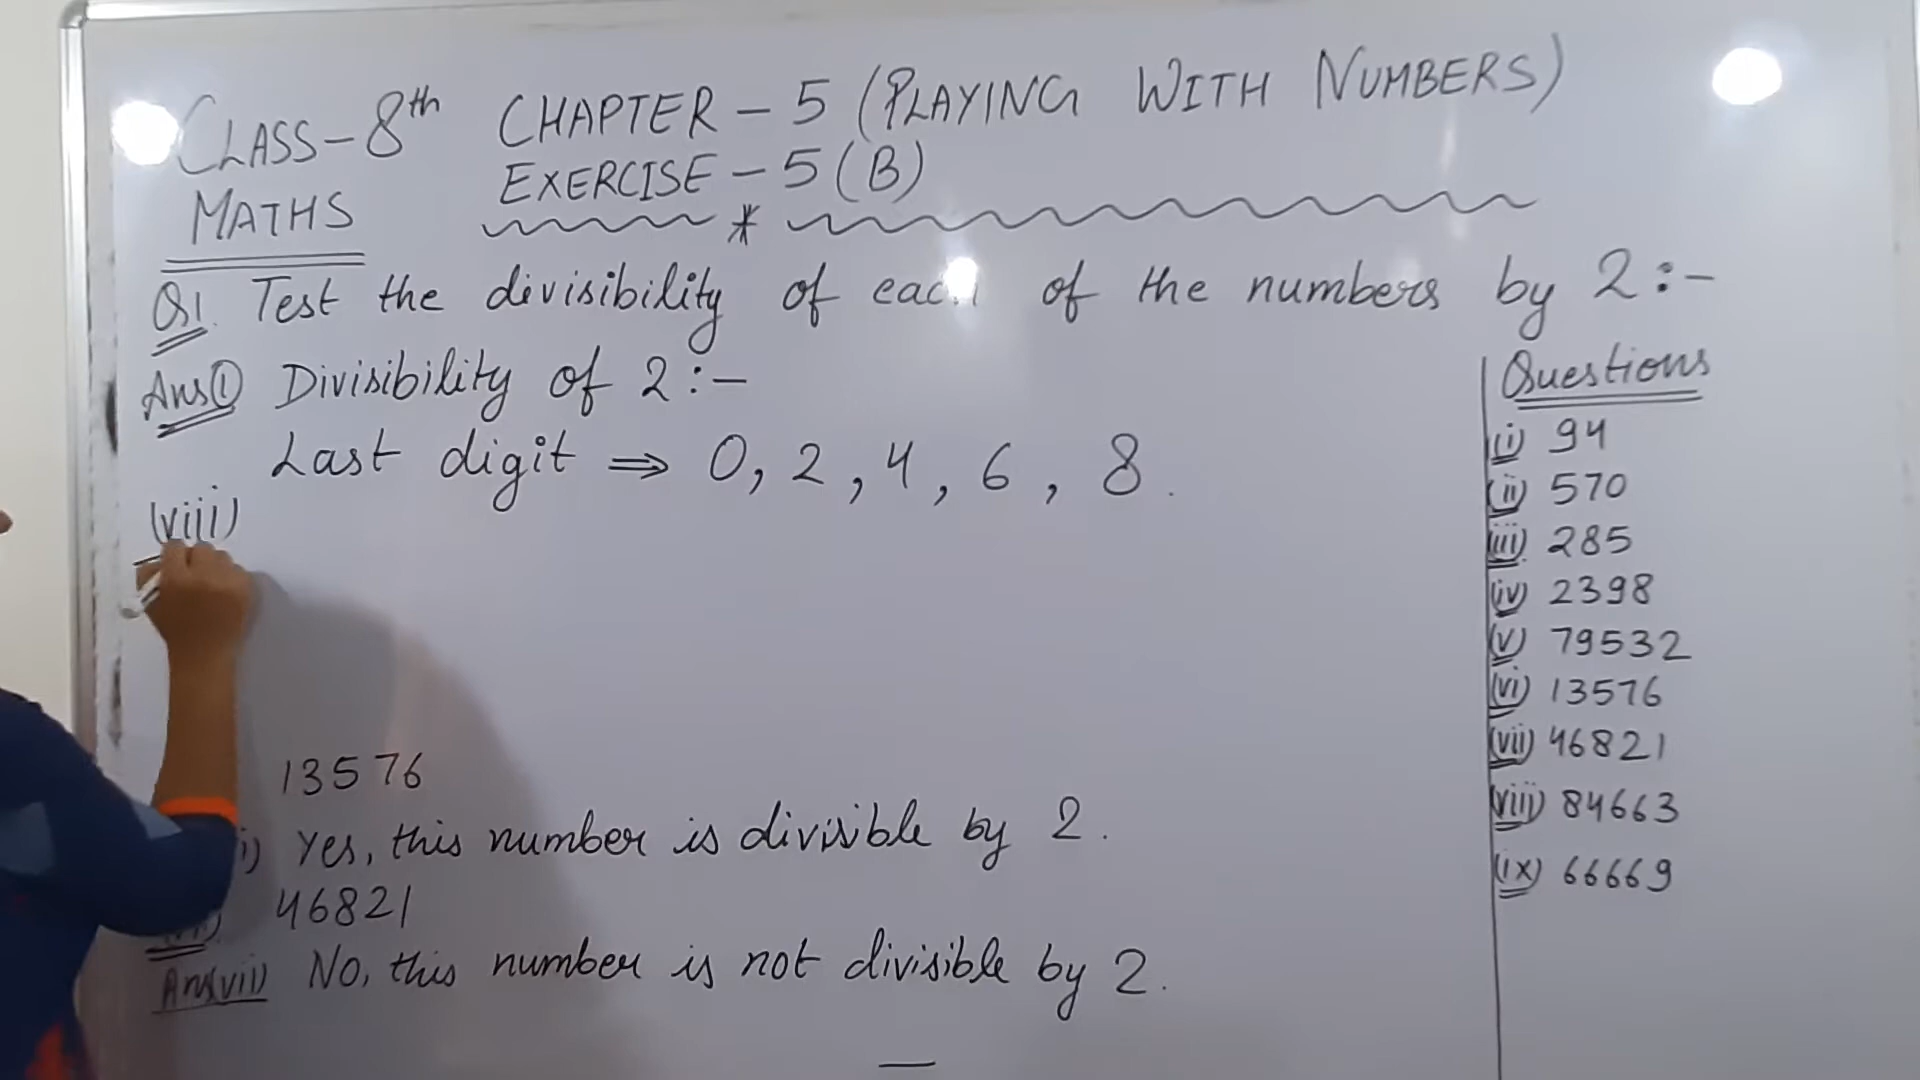 CLASS-8th CHAPTER-5 (PLAYING WITH NUMBERS)
MATHS EXERCISE-5(B)
Q1. Test the divisibility of each of the numbers by 2:-
Ans① Divisibility of 2:-
Last digit ⇒ 0, 2, 4, 6, 8.
(viii)
13576
i) Yes, this number is divisible by 2.
46821
Ans(vii) No, this number is not divisible by 2.
Questions
(i) 94
(ii) 570
(iii) 285
(iv) 2398
(v) 79532
(vi) 13576
(vii) 46821
(viii) 84663
(ix) 66669